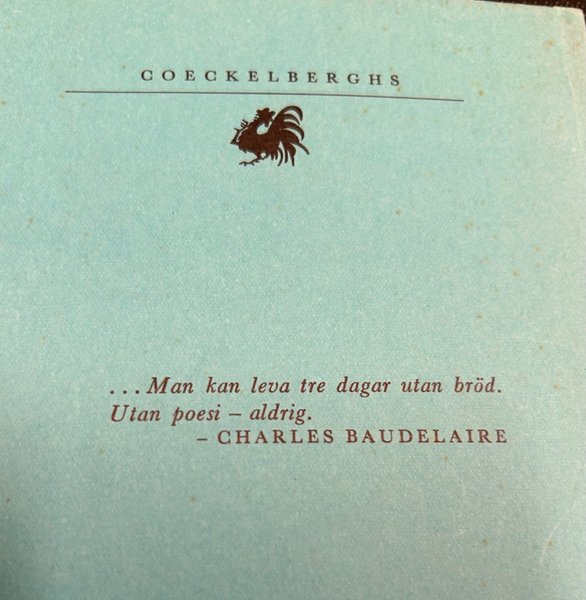 COECKELBERGHS
...Man kan leva tre dagar utan bröd.
Utan poesi – aldrig.
– CHARLES BAUDELAIRE